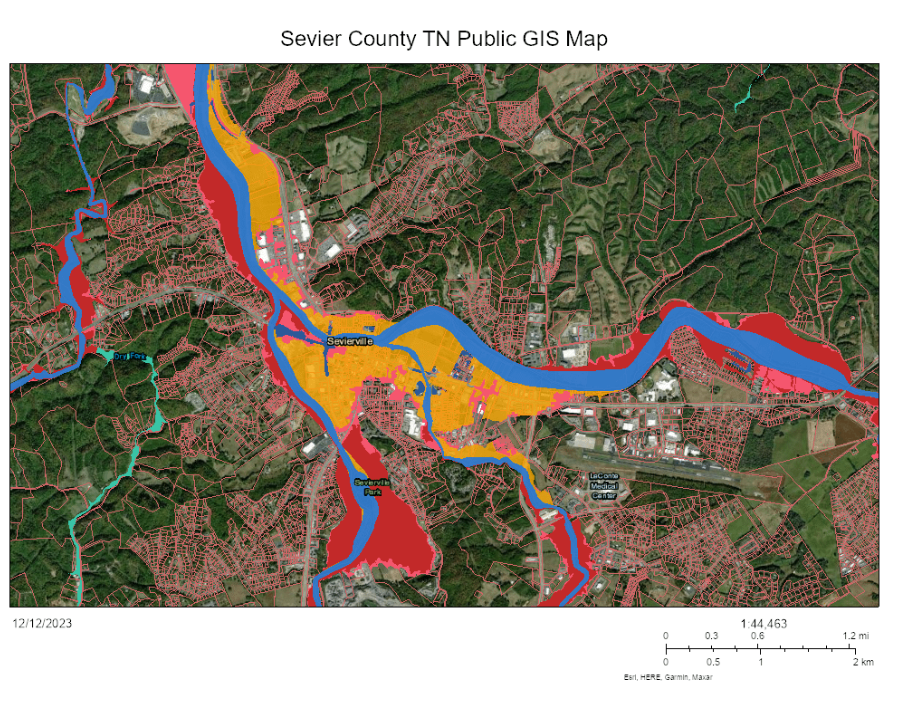 Sevier County TN Public GIS Map
Sevierville
Dry Fork
Sevierville
Park
LeConte
Medical
Center
12/12/2023
1:44,463
0 0.3 0.6 1.2 mi
0 0.5 1 2 km
Esri, HERE, Garmin, Maxar